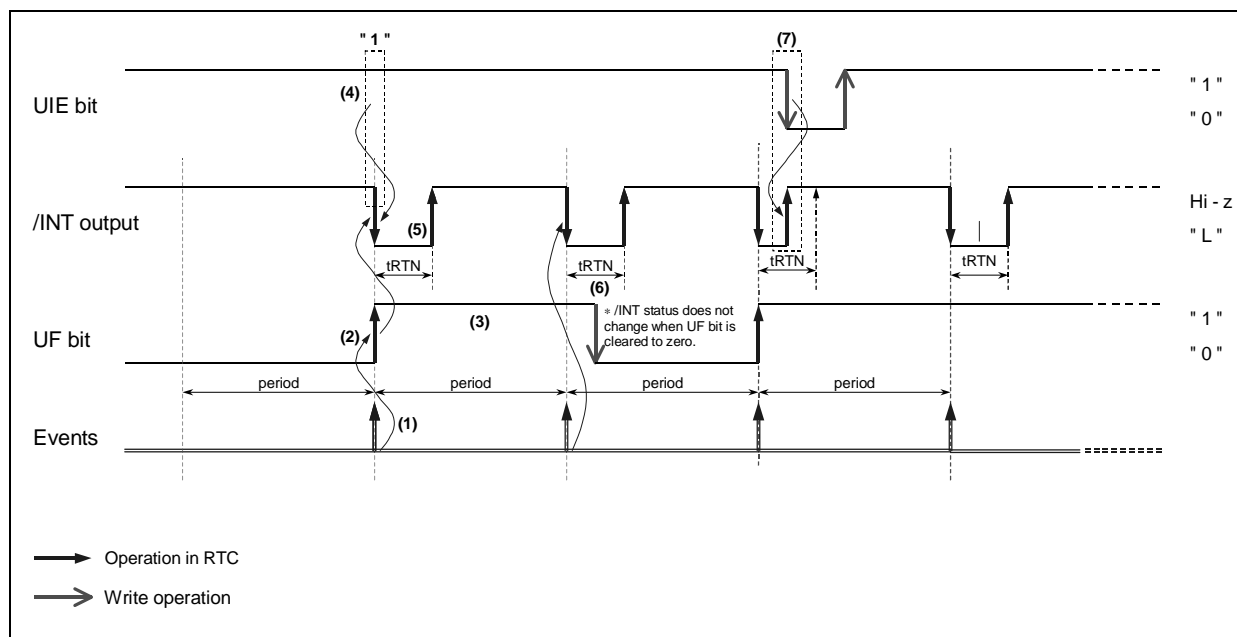 " 1 "
(7)
(4)
UIE bit
" 1 "
" 0 "
/INT output
(5)
Hi - z
" L "
tRTN
tRTN
tRTN
tRTN
(6)
UF bit
(2)
(3)
* /INT status does not
change when UF bit is
cleared to zero.
" 1 "
" 0 "
period
period
period
period
Events
(1)
Operation in RTC
Write operation